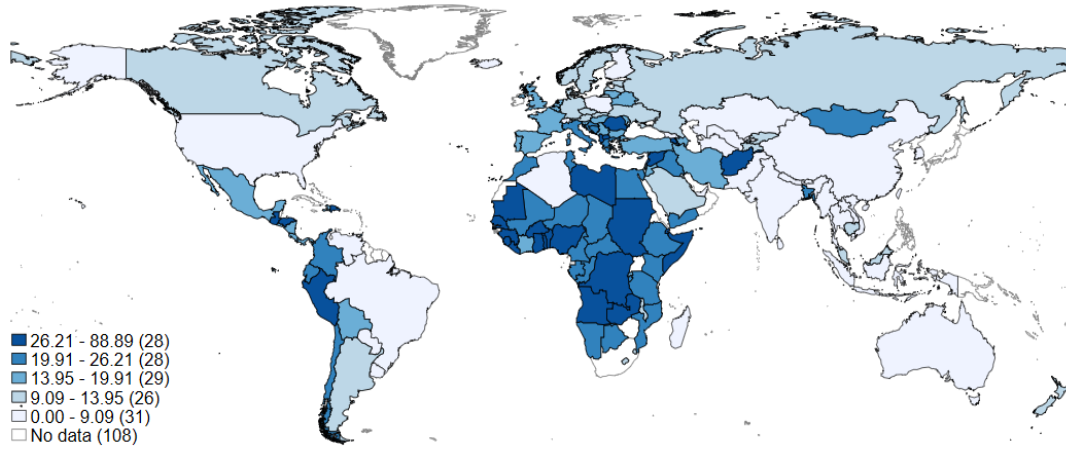 26.21 - 88.89 (28)
19.91 - 26.21 (28)
13.95 - 19.91 (29)
9.09 - 13.95 (26)
0.00 - 9.09 (31)
No data (108)